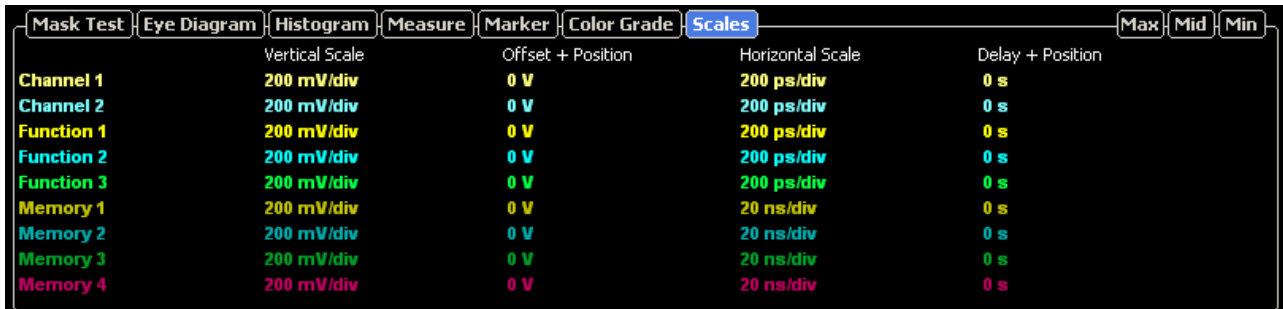 Mask Test Eye Diagram Histogram Measure Marker Color Grade Scales Max Mid Min
Vertical Scale Offset + Position Horizontal Scale Delay + Position
Channel 1 200 mV/div 0 V 200 ps/div 0 s
Channel 2 200 mV/div 0 V 200 ps/div 0 s
Function 1 200 mV/div 0 V 200 ps/div 0 s
Function 2 200 mV/div 0 V 200 ps/div 0 s
Function 3 200 mV/div 0 V 200 ps/div 0 s
Memory 1 200 mV/div 0 V 20 ns/div 0 s
Memory 2 200 mV/div 0 V 20 ns/div 0 s
Memory 3 200 mV/div 0 V 20 ns/div 0 s
Memory 4 200 mV/div 0 V 20 ns/div 0 s